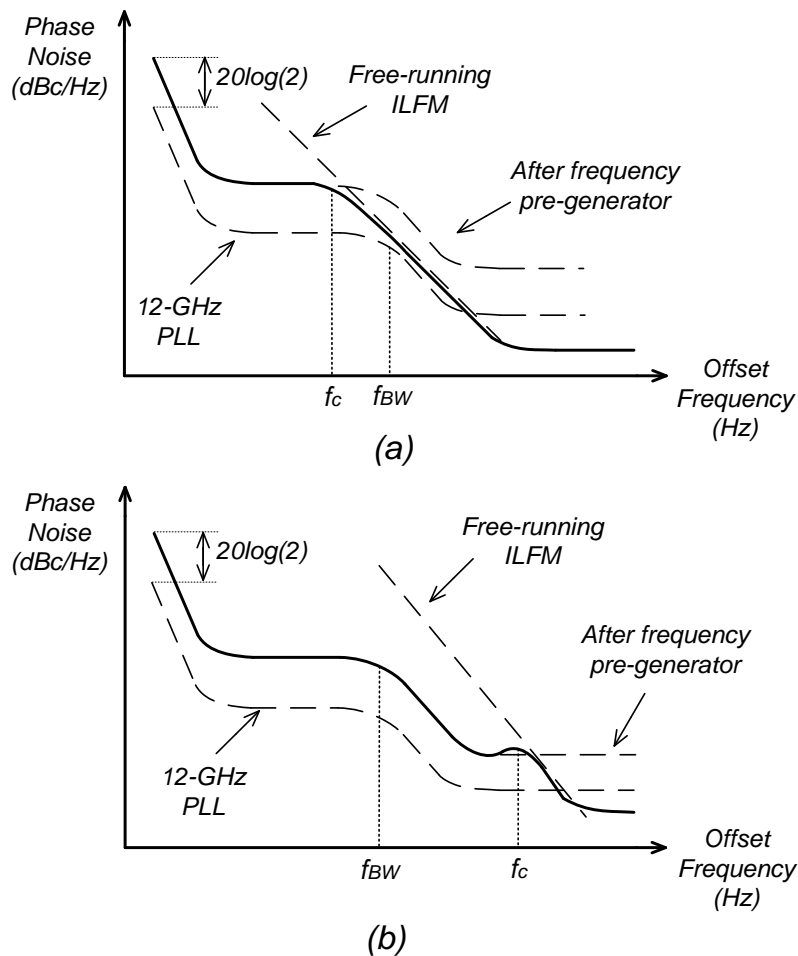 Phase
Noise
(dBc/Hz)
20log(2)
Free-running
ILFM
After frequency
pre-generator
12-GHz
PLL
fc
fBW
Offset
Frequency
(Hz)
(a)
Phase
Noise
(dBc/Hz)
20log(2)
Free-running
ILFM
After frequency
pre-generator
12-GHz
PLL
fBW
fc
Offset
Frequency
(Hz)
(b)